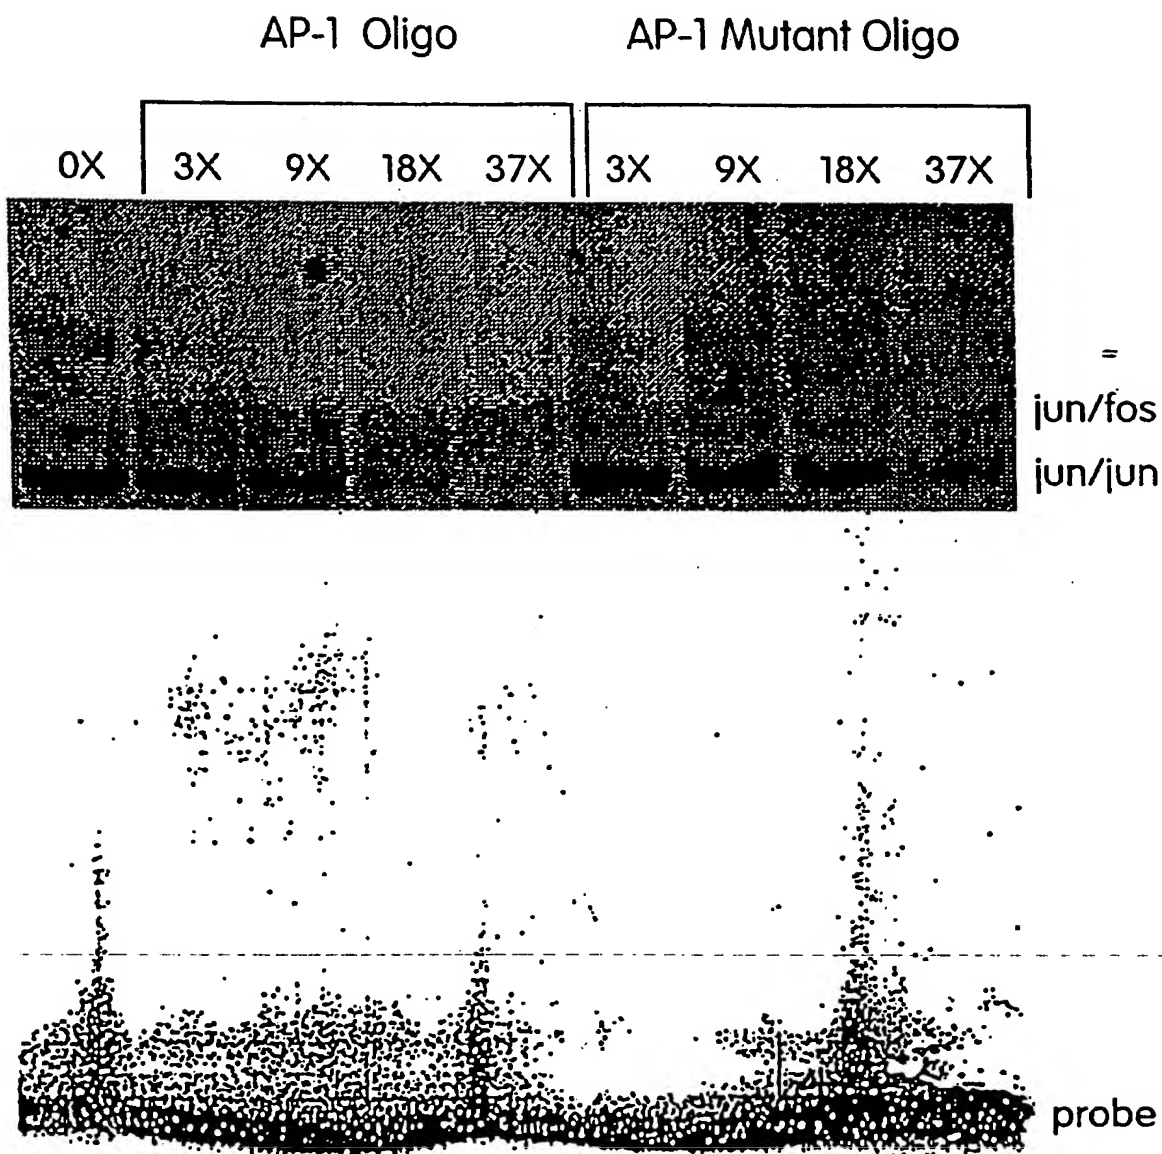 AP-1 Oligo AP-1 Mutant Oligo
0X 3X 9X 18X 37X 3X 9X 18X 37X
=
jun/fos
jun/jun
probe